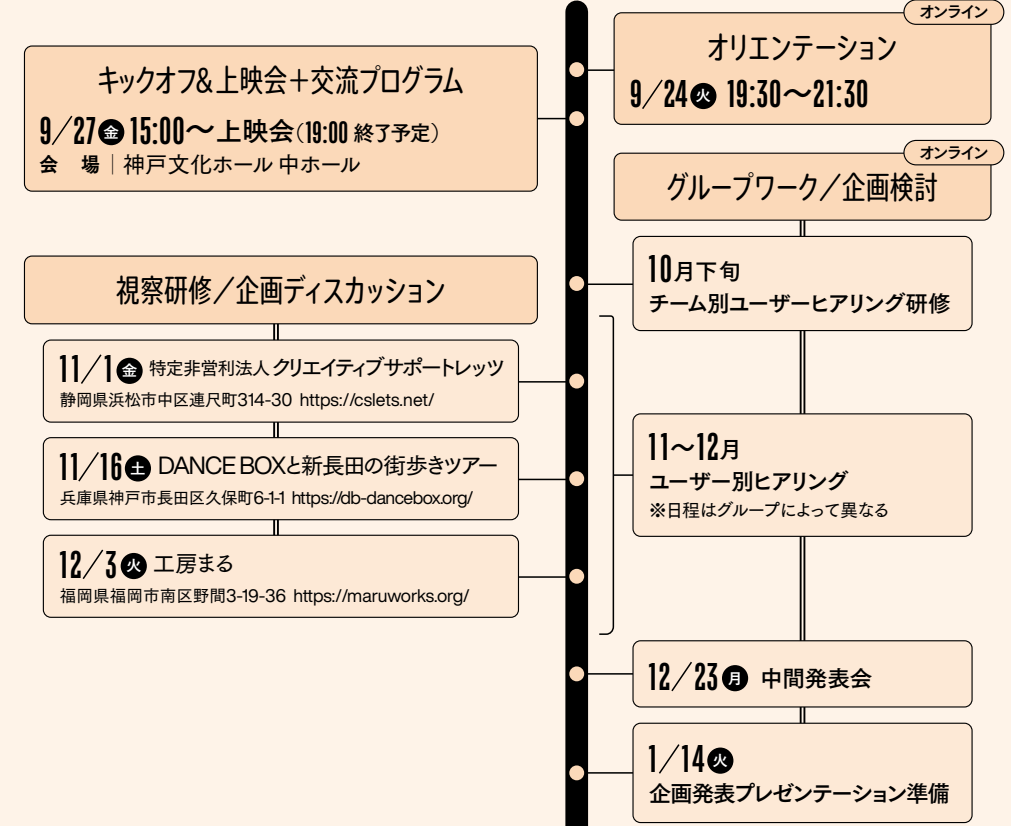 オンライン
オリエンテーション
9/24火 19:30〜21:30
キックオフ&上映会+交流プログラム
9/27金 15:00〜上映会(19:00 終了予定)
会 場|神戸文化ホール 中ホール
オンライン
グループワーク/企画検討
10月下旬
チーム別ユーザーヒアリング研修
視察研修/企画ディスカッション
11/1金 特定非営利法人クリエイティブサポートレッツ
静岡県浜松市中区連尺町314-30 https://cslets.net/
11/16土 DANCE BOXと新長田の街歩きツアー
兵庫県神戸市長田区久保町6-1-1 https://db-dancebox.org/
12/3火 工房まる
福岡県福岡市南区野間3-19-36 https://maruworks.org/
11〜12月
ユーザー別ヒアリング
※日程はグループによって異なる
12/23月 中間発表会
1/14火
企画発表プレゼンテーション準備